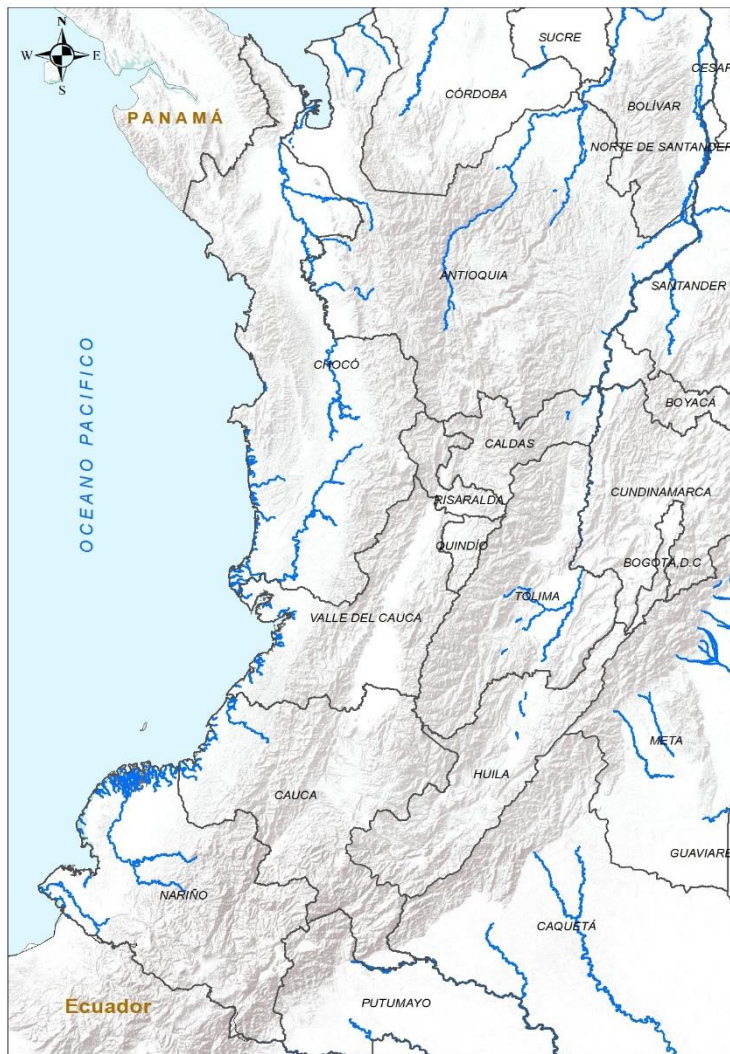 N
W E
S
PANAMÁ
SUCRE
CÓRDOBA
CESAR
BOLÍVAR
NORTE DE SANTANDER
ANTIOQUIA
SANTANDER
OCEANO PACIFICO
CHOCÓ
BOYACÁ
CALDAS
CUNDINAMARCA
RISARALDA
QUINDÍO
BOGOTÁ, D.C
TOLIMA
VALLE DEL CAUCA
META
HUILA
CAUCA
GUAVIARE
NARIÑO
CAQUETÁ
Ecuador
PUTUMAYO